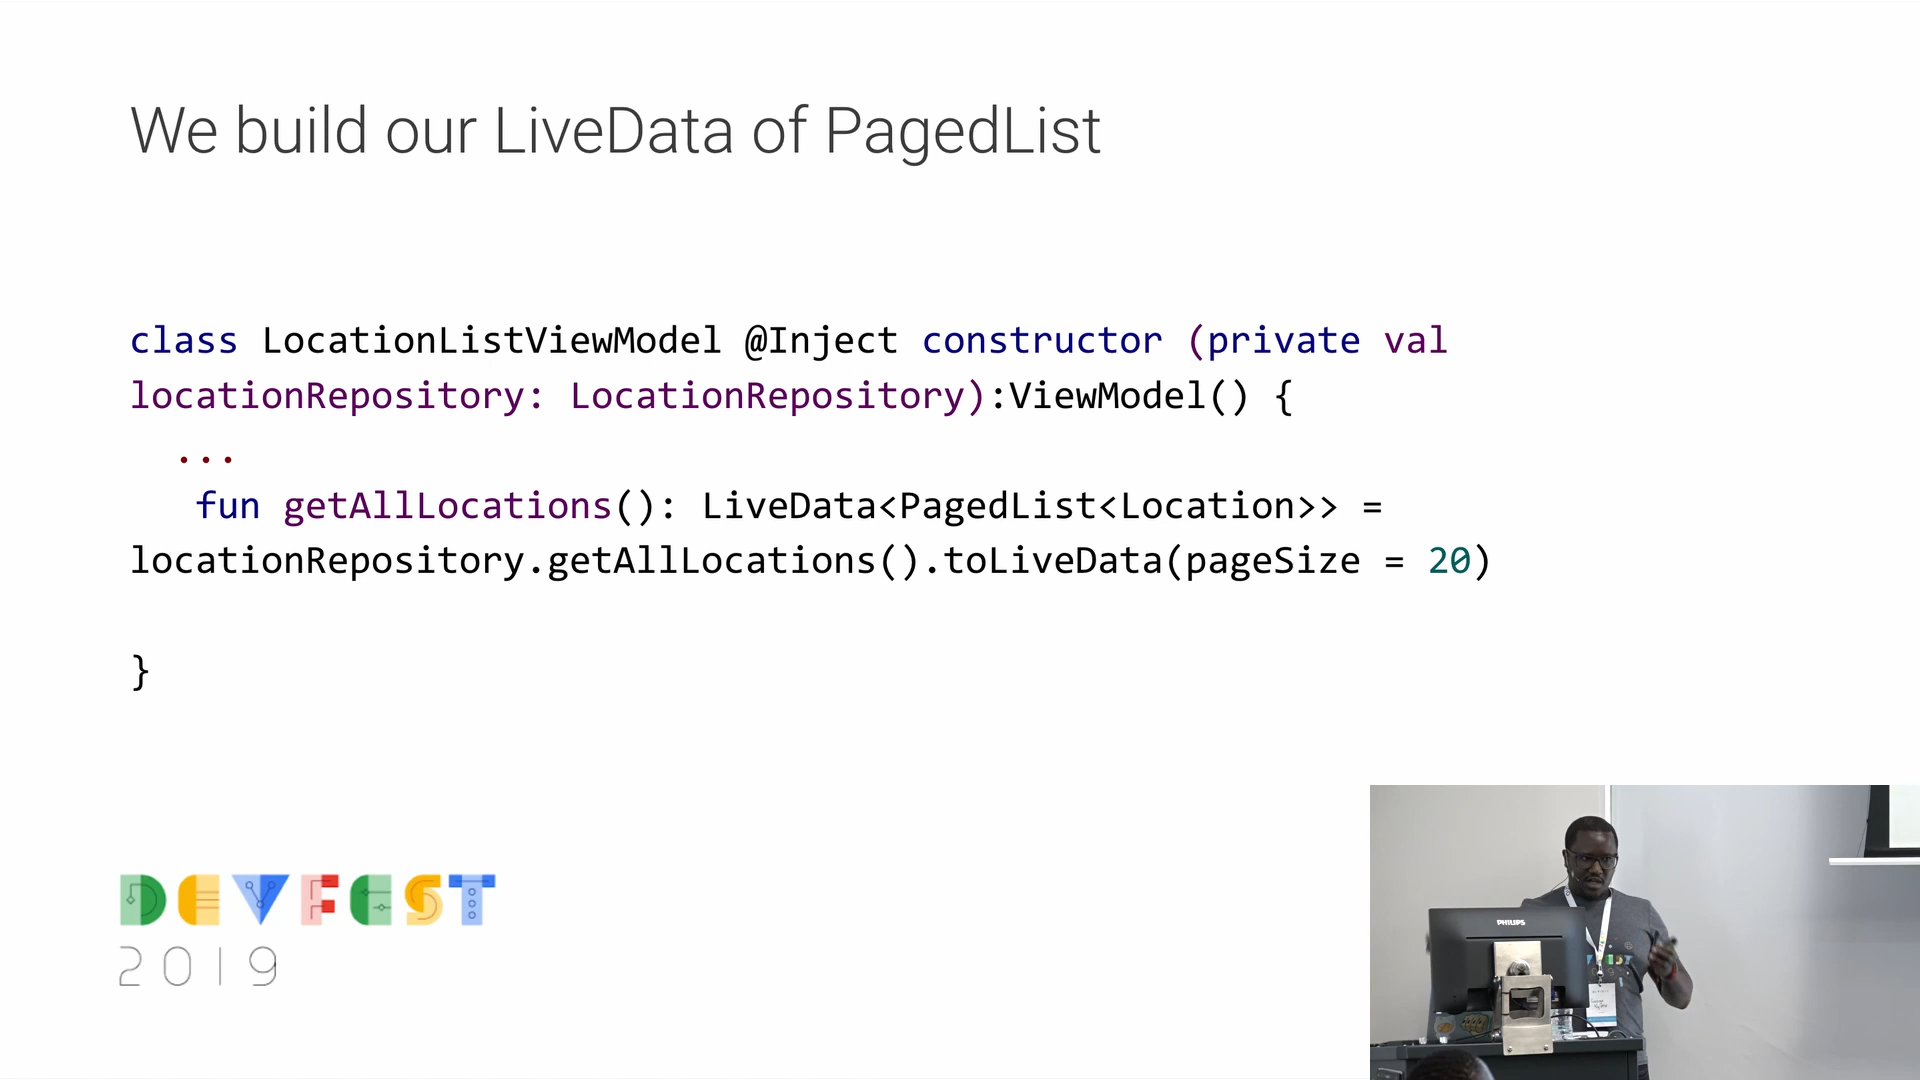 We build our LiveData of PagedList
class LocationListViewModel @Inject constructor (private val
locationRepository: LocationRepository):ViewModel() {
...
fun getAllLocations(): LiveData<PagedList<Location>> =
locationRepository.getAllLocations().toLiveData(pageSize = 20)
}
DEVFEST
2019
PHILIPS